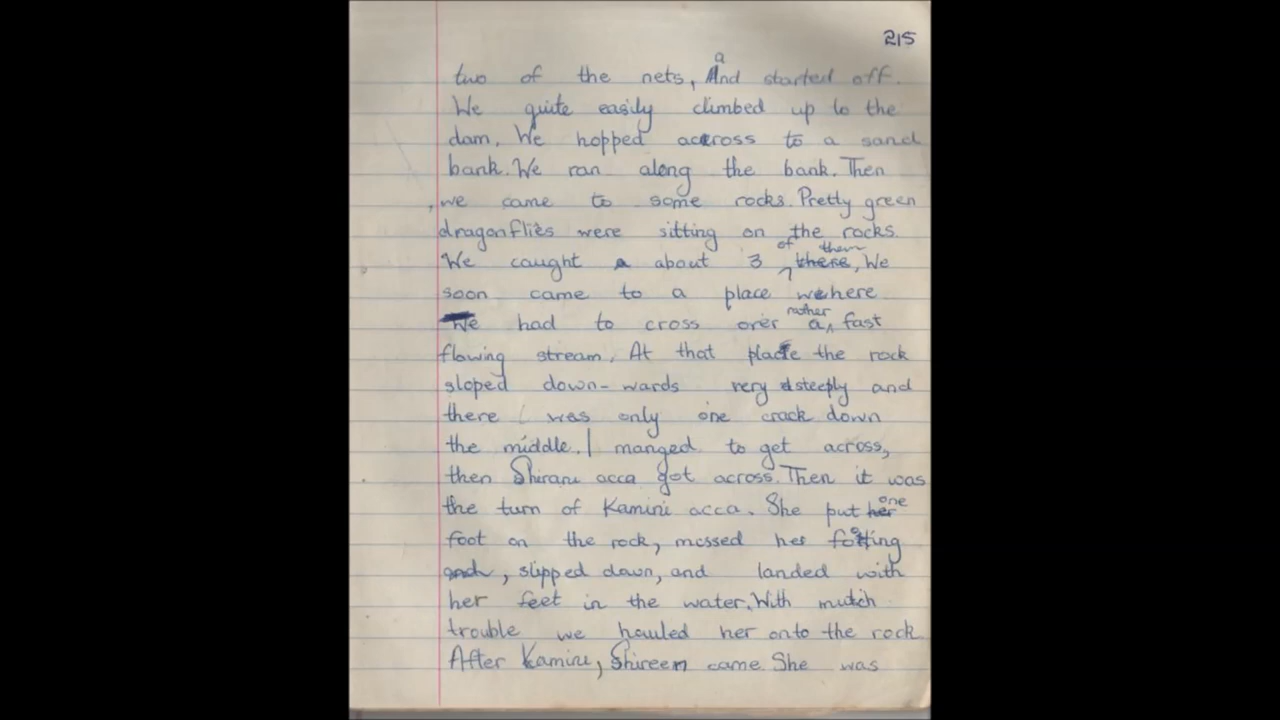 215
two of the nets, and started off.
We quite easily climbed up to the
dam. We hopped across to a sand
bank. We ran along the bank. Then
we came to some rocks. Pretty green
dragonflies were sitting on the rocks.
We caught about 3 of them, We
soon came to a place where
We had to cross over a rather fast
flowing stream. At that place the rock
sloped down-wards very steeply and
there was only one crack down
the middle. I manged to get across,
then Shirani acca got across. Then it was
the turn of Kamini acca. She put one
foot on the rock, messed her footing
, slipped down, and landed with
her feet in the water. With mutch
trouble we hauled her onto the rock
After Kamini, Shireen came. She was